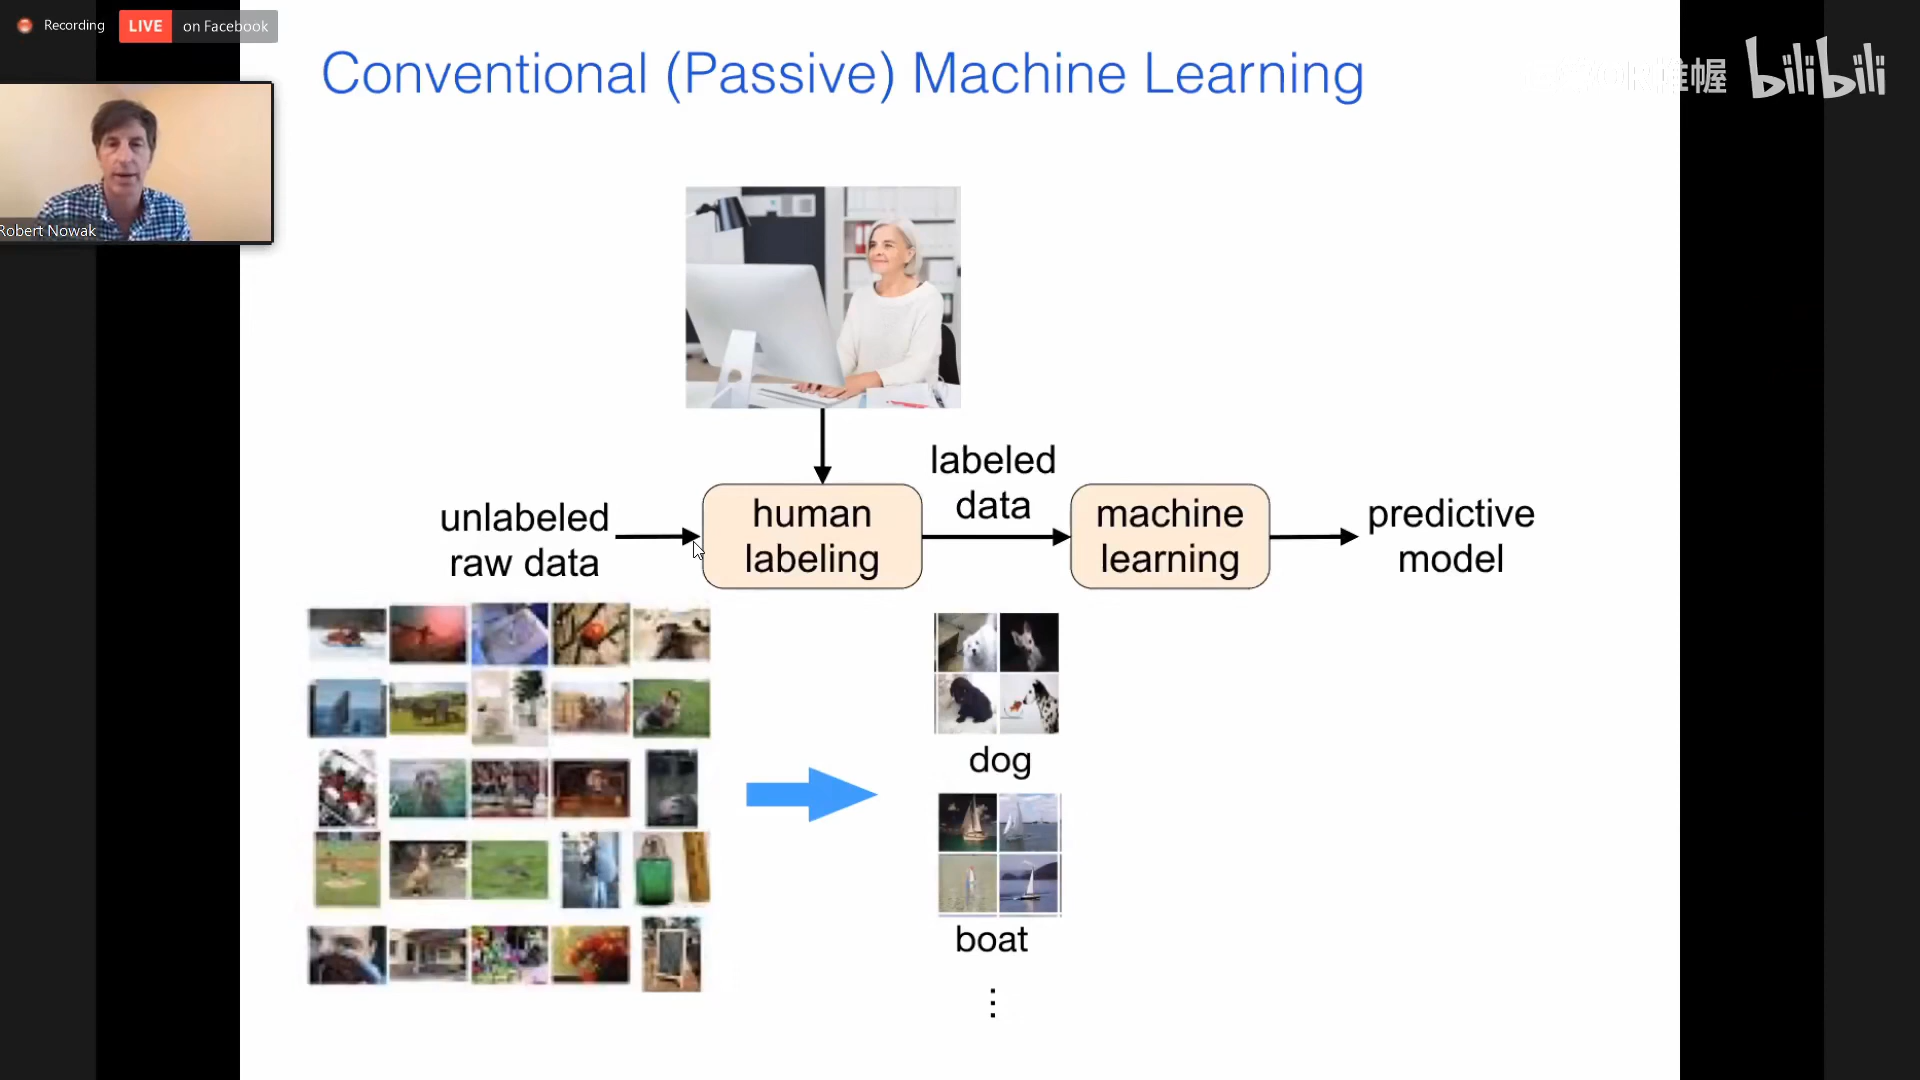 Recording
LIVE on Facebook
Conventional (Passive) Machine Learning
bilibili
Robert Nowak
labeled
data
unlabeled
raw data
human
labeling
machine
learning
predictive
model
dog
boat
⋮